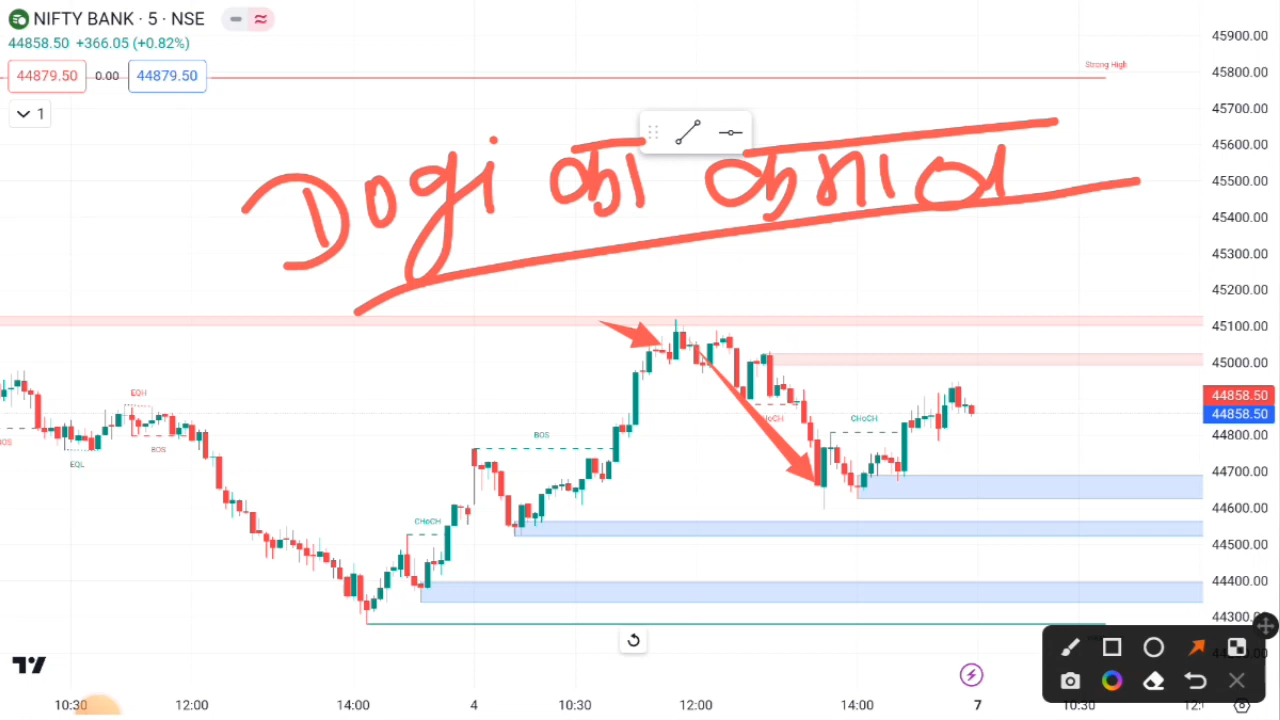 NIFTY BANK · 5 · NSE
44858.50 +366.05 (+0.82%)
44879.50 0.00 44879.50
1
Dogi का कमाल
Strong High
45900.00
45800.00
45700.00
45600.00
45500.00
45400.00
45300.00
45200.00
45100.00
45000.00
44858.50
44858.50
44800.00
44700.00
44600.00
44500.00
44400.00
44300.00
EQH
BOS
EQL
BOS
CHoCH
BOS
CHoCH
CHoCH
10:30 12:00 14:00 4 10:30 12:00 14:00 7 10:30